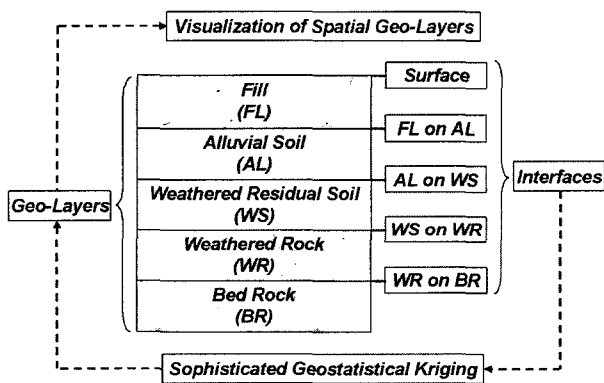 Visualization of Spatial Geo-Layers
Surface
Fill
(FL)
FL on AL
Alluvial Soil
(AL)
AL on WS
Geo-Layers
Weathered Residual Soil
(WS)
Interfaces
WS on WR
Weathered Rock
(WR)
WR on BR
Bed Rock
(BR)
Sophisticated Geostatistical Kriging